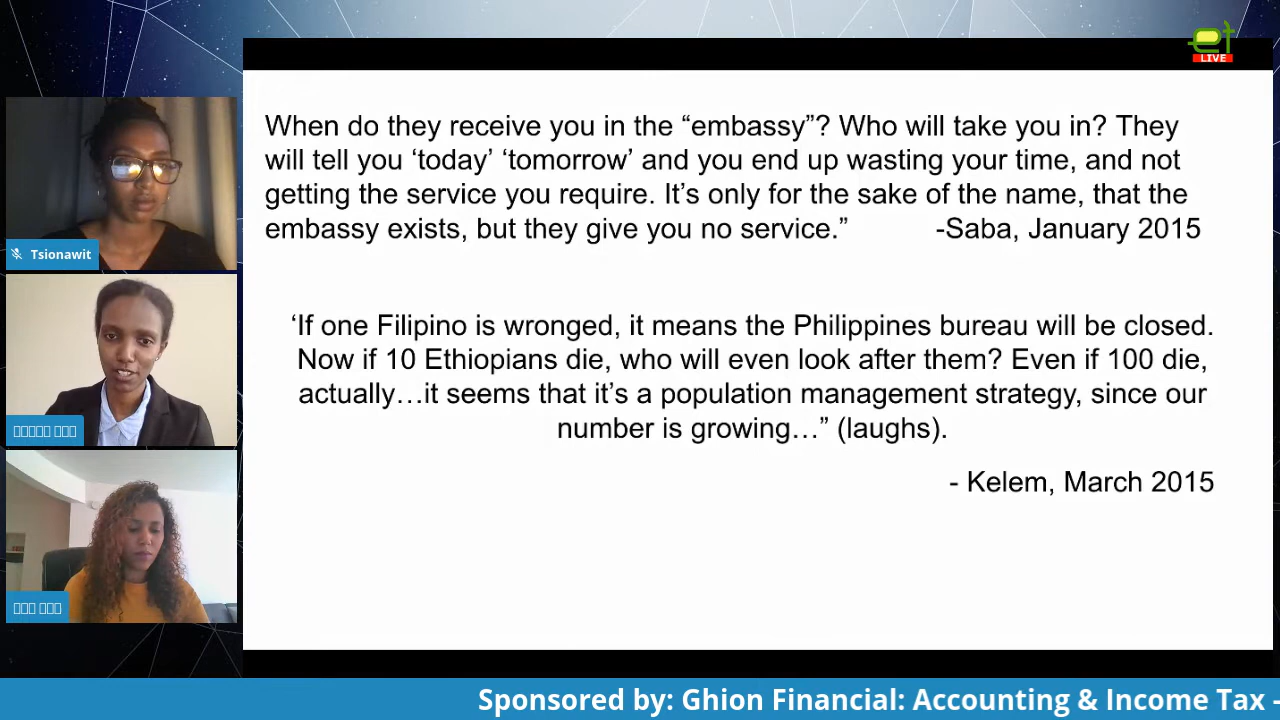 et
LIVE
When do they receive you in the “embassy”? Who will take you in? They
will tell you ‘today’ ‘tomorrow’ and you end up wasting your time, and not
getting the service you require. It’s only for the sake of the name, that the
embassy exists, but they give you no service.” -Saba, January 2015
‘If one Filipino is wronged, it means the Philippines bureau will be closed.
Now if 10 Ethiopians die, who will even look after them? Even if 100 die,
actually…it seems that it’s a population management strategy, since our
number is growing…” (laughs).
- Kelem, March 2015
Tsionawit
Sponsored by: Ghion Financial: Accounting & Income Tax -